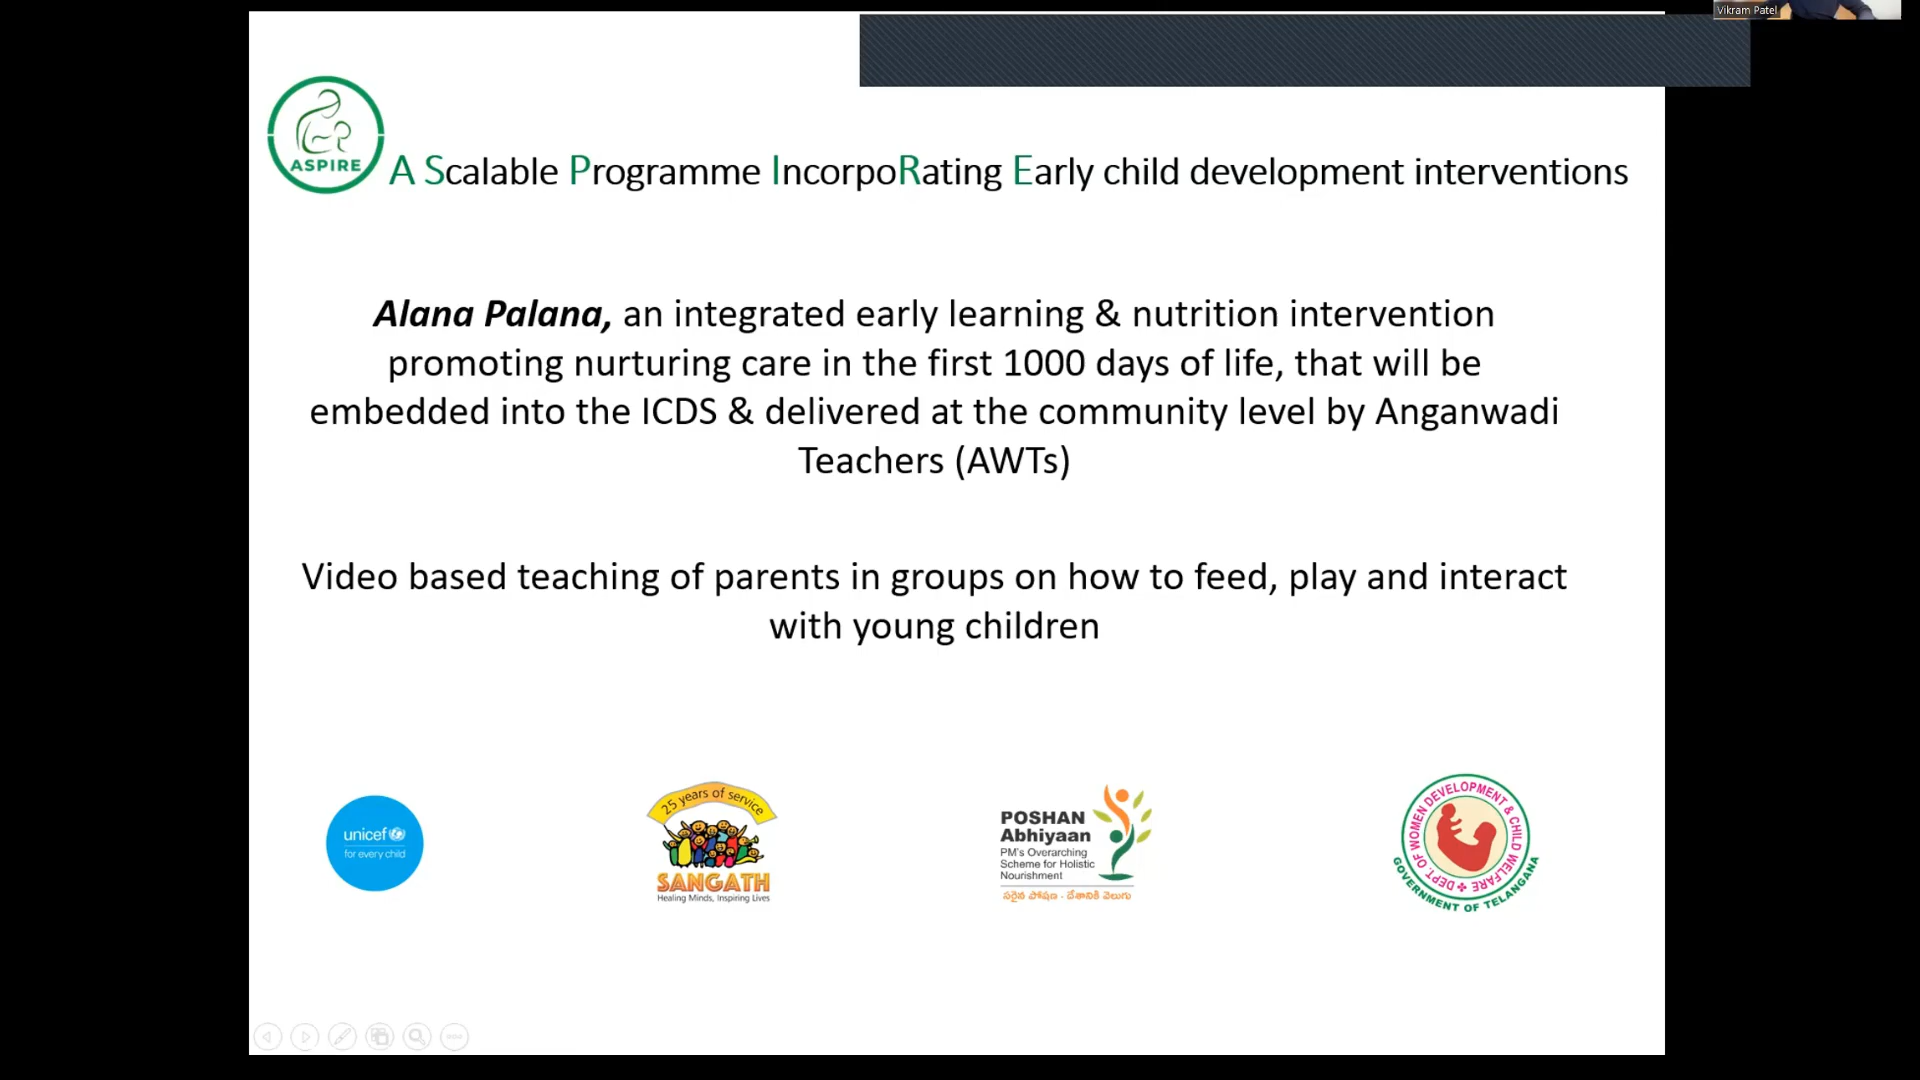 Vikram Patel
ASPIRE
A Scalable Programme IncorpoRating Early child development interventions
Alana Palana, an integrated early learning & nutrition intervention
promoting nurturing care in the first 1000 days of life, that will be
embedded into the ICDS & delivered at the community level by Anganwadi
Teachers (AWTs)
Video based teaching of parents in groups on how to feed, play and interact
with young children
unicef
for every child
25 years of service
SANGATH
Healing Minds, Inspiring Lives
POSHAN
Abhiyaan
PM's Overarching
Scheme for Holistic
Nourishment
సరైన పోషణ - దేశానికి వెలుగు
DEPT. OF WOMEN DEVELOPMENT & CHILD WELFARE
GOVERNMENT OF TELANGANA